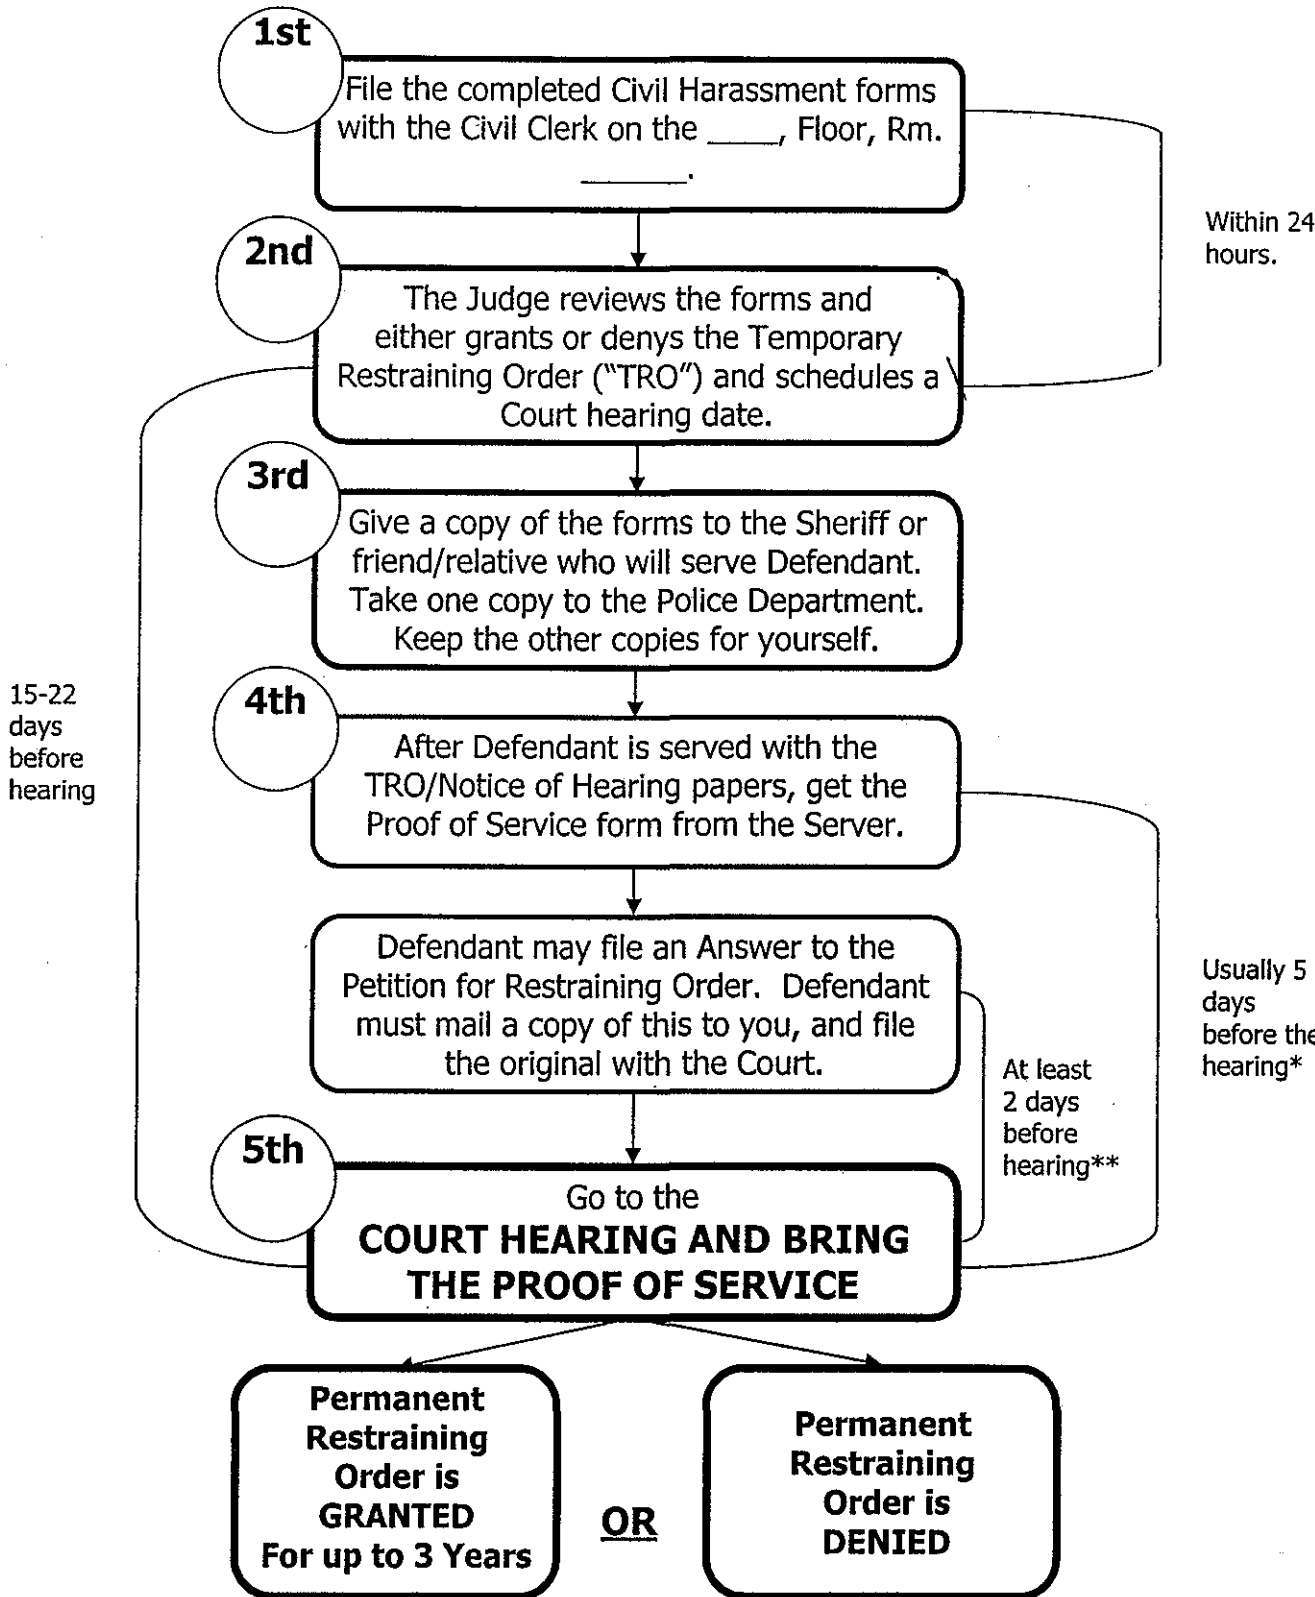 1st
File the completed Civil Harassment forms
with the Civil Clerk on the ____, Floor, Rm.
______.
Within 24
hours.
2nd
The Judge reviews the forms and
either grants or denys the Temporary
Restraining Order ("TRO") and schedules a
Court hearing date.
3rd
Give a copy of the forms to the Sheriff or
friend/relative who will serve Defendant.
Take one copy to the Police Department.
Keep the other copies for yourself.
15-22
days
before
hearing
4th
After Defendant is served with the
TRO/Notice of Hearing papers, get the
Proof of Service form from the Server.
Defendant may file an Answer to the
Petition for Restraining Order. Defendant
must mail a copy of this to you, and file
the original with the Court.
Usually 5
days
before the
hearing*
At least
2 days
before
hearing**
5th
Go to the
COURT HEARING AND BRING
THE PROOF OF SERVICE
Permanent
Restraining
Order is
GRANTED
For up to 3 Years
OR
Permanent
Restraining
Order is
DENIED